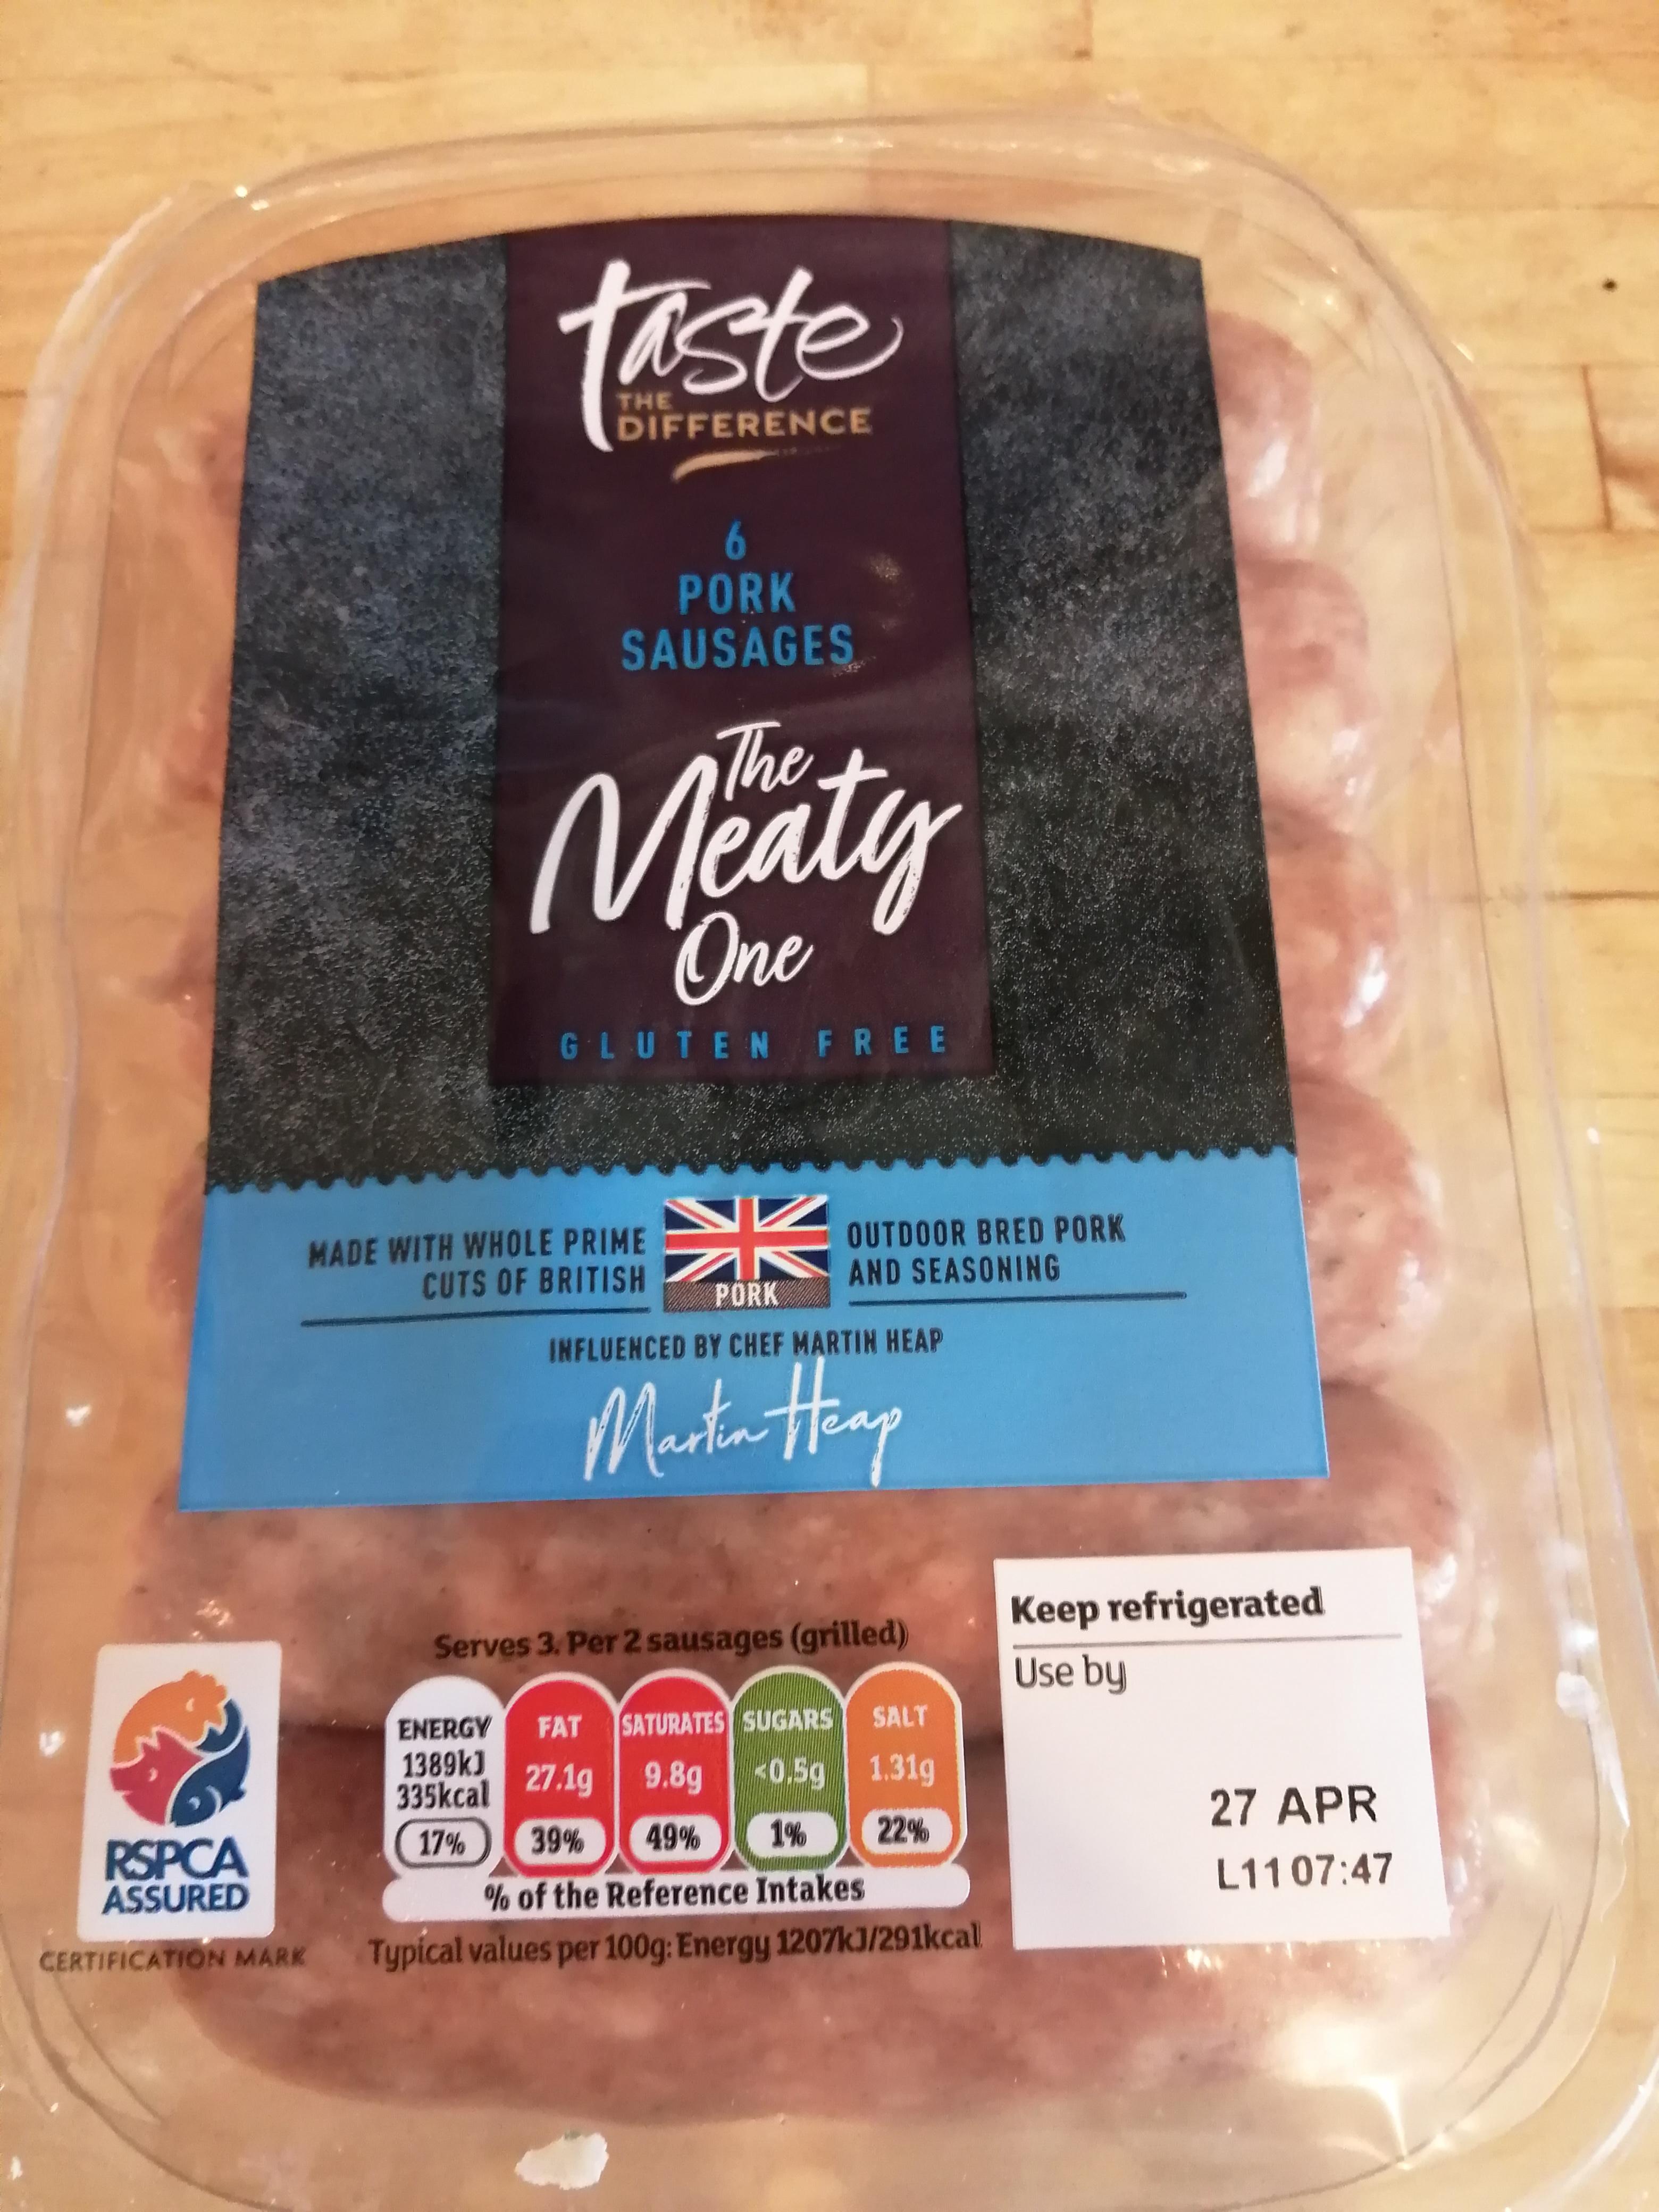 taste
THE
DIFFERENCE
6
PORK
SAUSAGES
The
Meaty
One
GLUTEN FREE
MADE WITH WHOLE PRIME
CUTS OF BRITISH
PORK
OUTDOOR BRED PORK
AND SEASONING
INFLUENCED BY CHEF MARTIN HEAP
Martin Heap
Keep refrigerated
Use by
27 APR
L11 07:47
Serves 3. Per 2 sausages (grilled)
ENERGY FAT SATURATES SUGARS SALT
1389kJ
335kcal 27.1g 9.8g <0.5g 1.31g
17% 39% 49% 1% 22%
% of the Reference Intakes
Typical values per 100g: Energy 1207kJ/291kcal
RSPCA
ASSURED
CERTIFICATION MARK